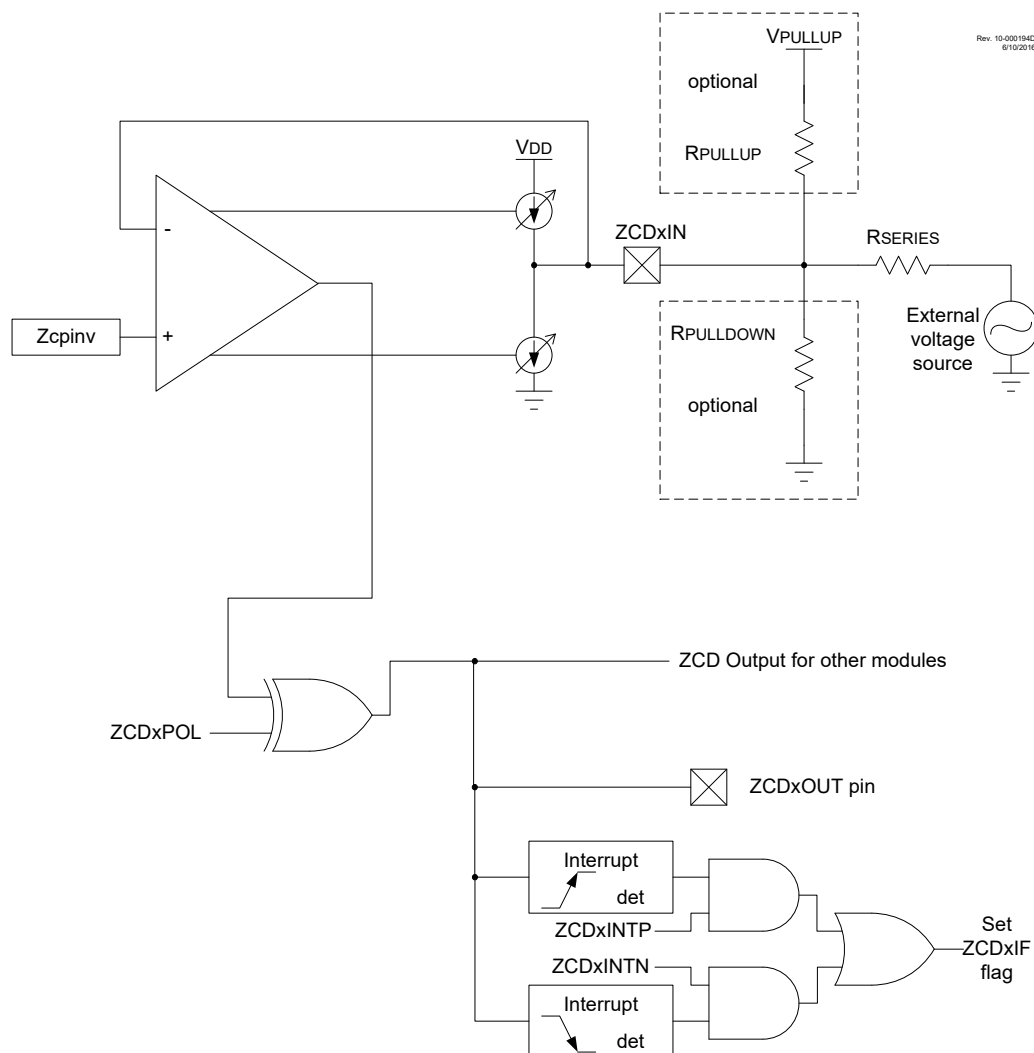 Rev. 10-000194D
6/10/2016
VPULLUP
optional
RPULLUP
VDD
ZCDxIN
RSERIES
-
Zcpinv
+
RPULLDOWN
External
voltage
source
optional
ZCD Output for other modules
ZCDxPOL
ZCDxOUT pin
Interrupt
det
ZCDxINTP
ZCDxINTN
Set
ZCDxIF
flag
Interrupt
det